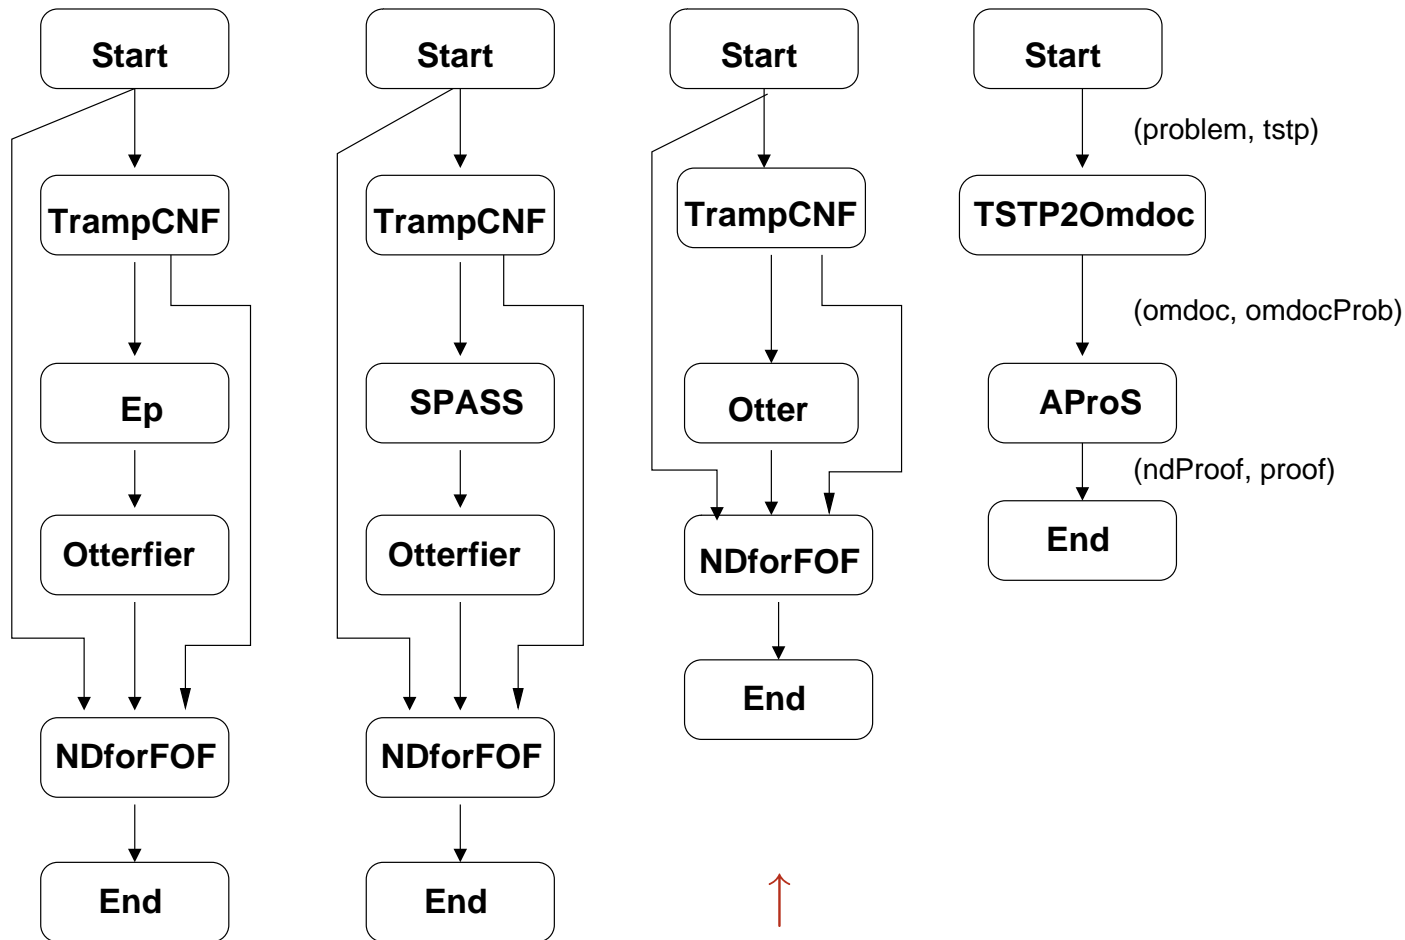 Start
TrampCNF
Ep
Otterfier
NDforFOF
End
Start
TrampCNF
SPASS
Otterfier
NDforFOF
End
Start
TrampCNF
Otter
NDforFOF
End
Start
(problem, tstp)
TSTP2Omdoc
(omdoc, omdocProb)
AProS
(ndProof, proof)
End